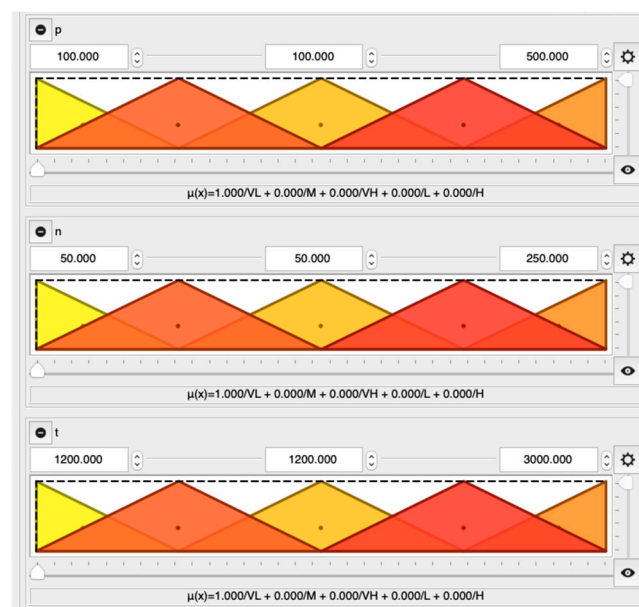 p
100.000 100.000 500.000
μ(x)=1.000/VL + 0.000/M + 0.000/VH + 0.000/L + 0.000/H
n
50.000 50.000 250.000
μ(x)=1.000/VL + 0.000/M + 0.000/VH + 0.000/L + 0.000/H
t
1200.000 1200.000 3000.000
μ(x)=1.000/VL + 0.000/M + 0.000/VH + 0.000/L + 0.000/H